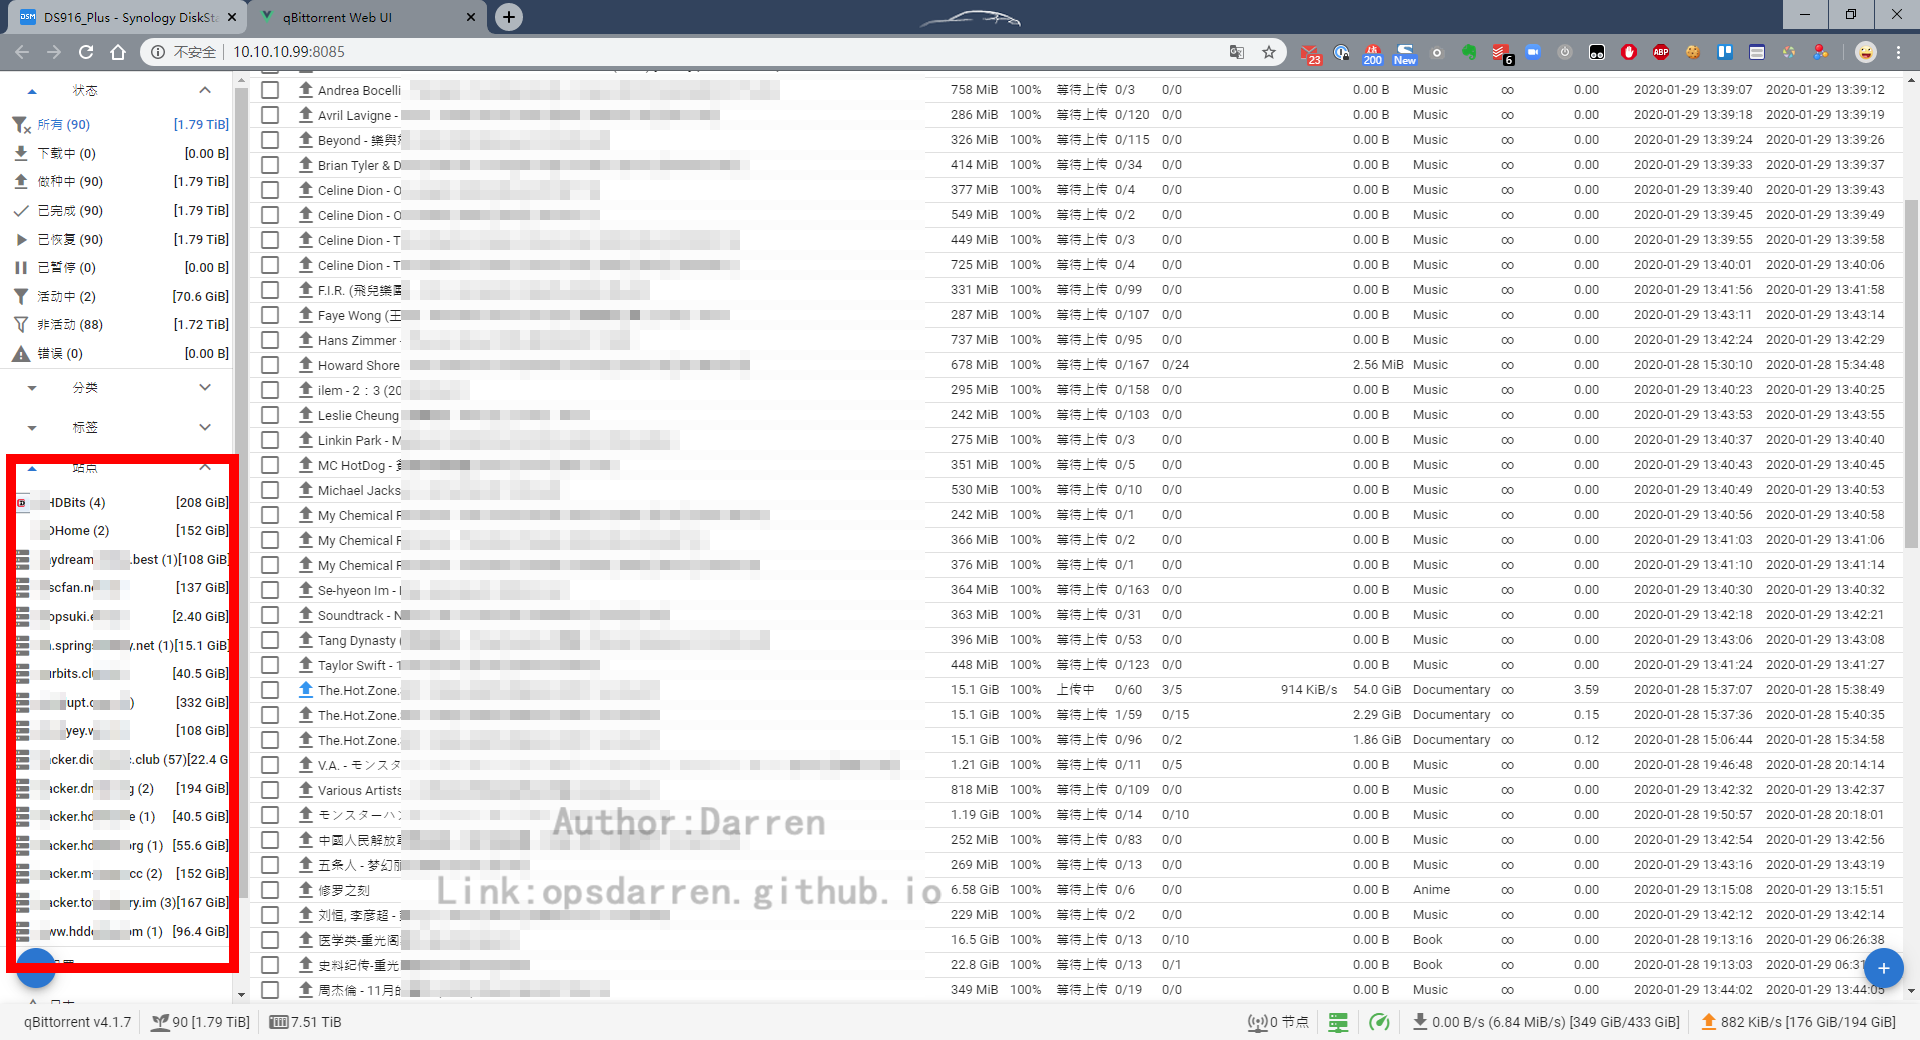 DS916_Plus - Synology DiskSta
qBittorrent Web UI
不安全 10.10.10.99:8085
23 200 New 6 ABP
状态
所有 (90) [1.79 TiB]
下载中 (0) [0.00 B]
做种中 (90) [1.79 TiB]
已完成 (90) [1.79 TiB]
已恢复 (90) [1.79 TiB]
已暂停 (0) [0.00 B]
活动中 (2) [70.6 GiB]
非活动 (88) [1.72 TiB]
错误 (0) [0.00 B]
分类
标签
站点
HDBits (4) [208 GiB]
Home (2) [152 GiB]
.best (1)[108 GiB]
[137 GiB]
[2.40 GiB]
.net (1)[15.1 GiB]
[40.5 GiB]
[332 GiB]
[108 GiB]
.club (57)[22.4 G
(2) [194 GiB]
(1) [40.5 GiB]
(1) [55.6 GiB]
(2) [152 GiB]
(3)[167 GiB]
(1) [96.4 GiB]
Andrea Bocelli 758 MiB 100% 等待上传 0/3 0/0 0.00 B Music ∞ 0.00 2020-01-29 13:39:07 2020-01-29 13:39:12
Avril Lavigne - 286 MiB 100% 等待上传 0/120 0/0 0.00 B Music ∞ 0.00 2020-01-29 13:39:18 2020-01-29 13:39:19
Beyond - 326 MiB 100% 等待上传 0/115 0/0 0.00 B Music ∞ 0.00 2020-01-29 13:39:24 2020-01-29 13:39:26
Brian Tyler & D 414 MiB 100% 等待上传 0/34 0/0 0.00 B Music ∞ 0.00 2020-01-29 13:39:33 2020-01-29 13:39:37
Celine Dion - 377 MiB 100% 等待上传 0/4 0/0 0.00 B Music ∞ 0.00 2020-01-29 13:39:40 2020-01-29 13:39:43
Celine Dion - 549 MiB 100% 等待上传 0/2 0/0 0.00 B Music ∞ 0.00 2020-01-29 13:39:45 2020-01-29 13:39:49
Celine Dion - T 449 MiB 100% 等待上传 0/3 0/0 0.00 B Music ∞ 0.00 2020-01-29 13:39:55 2020-01-29 13:39:58
Celine Dion - T 725 MiB 100% 等待上传 0/4 0/0 0.00 B Music ∞ 0.00 2020-01-29 13:40:01 2020-01-29 13:40:06
F.I.R. (飛兒樂團 331 MiB 100% 等待上传 0/99 0/0 0.00 B Music ∞ 0.00 2020-01-29 13:41:56 2020-01-29 13:41:58
Faye Wong (王 287 MiB 100% 等待上传 0/107 0/0 0.00 B Music ∞ 0.00 2020-01-29 13:43:11 2020-01-29 13:43:14
Hans Zimmer - 737 MiB 100% 等待上传 0/95 0/0 0.00 B Music ∞ 0.00 2020-01-29 13:42:24 2020-01-29 13:42:29
Howard Shore 678 MiB 100% 等待上传 0/167 0/24 2.56 MiB Music ∞ 0.00 2020-01-28 15:30:10 2020-01-28 15:34:48
ilem - 2：3 (20 295 MiB 100% 等待上传 0/158 0/0 0.00 B Music ∞ 0.00 2020-01-29 13:40:23 2020-01-29 13:40:25
Leslie Cheung 242 MiB 100% 等待上传 0/103 0/0 0.00 B Music ∞ 0.00 2020-01-29 13:43:53 2020-01-29 13:43:55
Linkin Park - M 275 MiB 100% 等待上传 0/3 0/0 0.00 B Music ∞ 0.00 2020-01-29 13:40:37 2020-01-29 13:40:40
MC HotDog - 351 MiB 100% 等待上传 0/5 0/0 0.00 B Music ∞ 0.00 2020-01-29 13:40:43 2020-01-29 13:40:45
Michael Jacks 530 MiB 100% 等待上传 0/10 0/0 0.00 B Music ∞ 0.00 2020-01-29 13:40:49 2020-01-29 13:40:53
My Chemical 242 MiB 100% 等待上传 0/1 0/0 0.00 B Music ∞ 0.00 2020-01-29 13:40:56 2020-01-29 13:40:58
My Chemical 366 MiB 100% 等待上传 0/2 0/0 0.00 B Music ∞ 0.00 2020-01-29 13:41:03 2020-01-29 13:41:06
My Chemical 376 MiB 100% 等待上传 0/1 0/0 0.00 B Music ∞ 0.00 2020-01-29 13:41:10 2020-01-29 13:41:14
Se-hyeon Im - 364 MiB 100% 等待上传 0/163 0/0 0.00 B Music ∞ 0.00 2020-01-29 13:40:30 2020-01-29 13:40:32
Soundtrack - 363 MiB 100% 等待上传 0/31 0/0 0.00 B Music ∞ 0.00 2020-01-29 13:42:18 2020-01-29 13:42:21
Tang Dynasty ( 396 MiB 100% 等待上传 0/53 0/0 0.00 B Music ∞ 0.00 2020-01-29 13:43:06 2020-01-29 13:43:08
Taylor Swift - 1 448 MiB 100% 等待上传 0/123 0/0 0.00 B Music ∞ 0.00 2020-01-29 13:41:24 2020-01-29 13:41:27
The.Hot.Zone. 15.1 GiB 100% 上传中 0/60 3/5 914 KiB/s 54.0 GiB Documentary ∞ 3.59 2020-01-28 15:37:07 2020-01-28 15:38:49
The.Hot.Zone. 15.1 GiB 100% 等待上传 1/59 0/15 2.29 GiB Documentary ∞ 0.15 2020-01-28 15:37:36 2020-01-28 15:40:35
The.Hot.Zone. 15.1 GiB 100% 等待上传 0/96 0/2 1.86 GiB Documentary ∞ 0.12 2020-01-28 15:06:44 2020-01-28 15:34:58
V.A. - モンスタ 1.21 GiB 100% 等待上传 0/11 0/5 0.00 B Music ∞ 0.00 2020-01-28 19:46:48 2020-01-28 20:14:14
Various Artists 818 MiB 100% 等待上传 0/109 0/0 0.00 B Music ∞ 0.00 2020-01-29 13:42:32 2020-01-29 13:42:37
モンスターハン 1.19 GiB 100% 等待上传 0/14 0/10 0.00 B Music ∞ 0.00 2020-01-28 19:50:57 2020-01-28 20:18:01
Author:Darren
中國人民解放軍 252 MiB 100% 等待上传 0/83 0/0 0.00 B Music ∞ 0.00 2020-01-29 13:42:54 2020-01-29 13:42:56
五条人 - 梦幻丽 269 MiB 100% 等待上传 0/13 0/0 0.00 B Music ∞ 0.00 2020-01-29 13:43:16 2020-01-29 13:43:19
修罗之刻 6.58 GiB 100% 等待上传 0/6 0/0 0.00 B Anime ∞ 0.00 2020-01-29 13:15:08 2020-01-29 13:15:51
Link:opsdarren.github.io
刘恒, 李彦超 - 229 MiB 100% 等待上传 0/2 0/0 0.00 B Music ∞ 0.00 2020-01-29 13:42:12 2020-01-29 13:42:14
医学类-重光阁 16.5 GiB 100% 等待上传 0/13 0/10 0.00 B Book ∞ 0.00 2020-01-28 19:13:16 2020-01-29 06:26:38
史料纪传-重光 22.8 GiB 100% 等待上传 0/13 0/1 0.00 B Book ∞ 0.00 2020-01-28 19:13:03 2020-01-29 06:31
周杰倫 - 11月的 349 MiB 100% 等待上传 0/19 0/0 0.00 B Music ∞ 0.00 2020-01-29 13:44:02 2020-01-29 13:44:05
qBittorrent v4.1.7 90 [1.79 TiB] 7.51 TiB 0 节点 0.00 B/s (6.84 MiB/s) [349 GiB/433 GiB] 882 KiB/s [176 GiB/194 GiB]